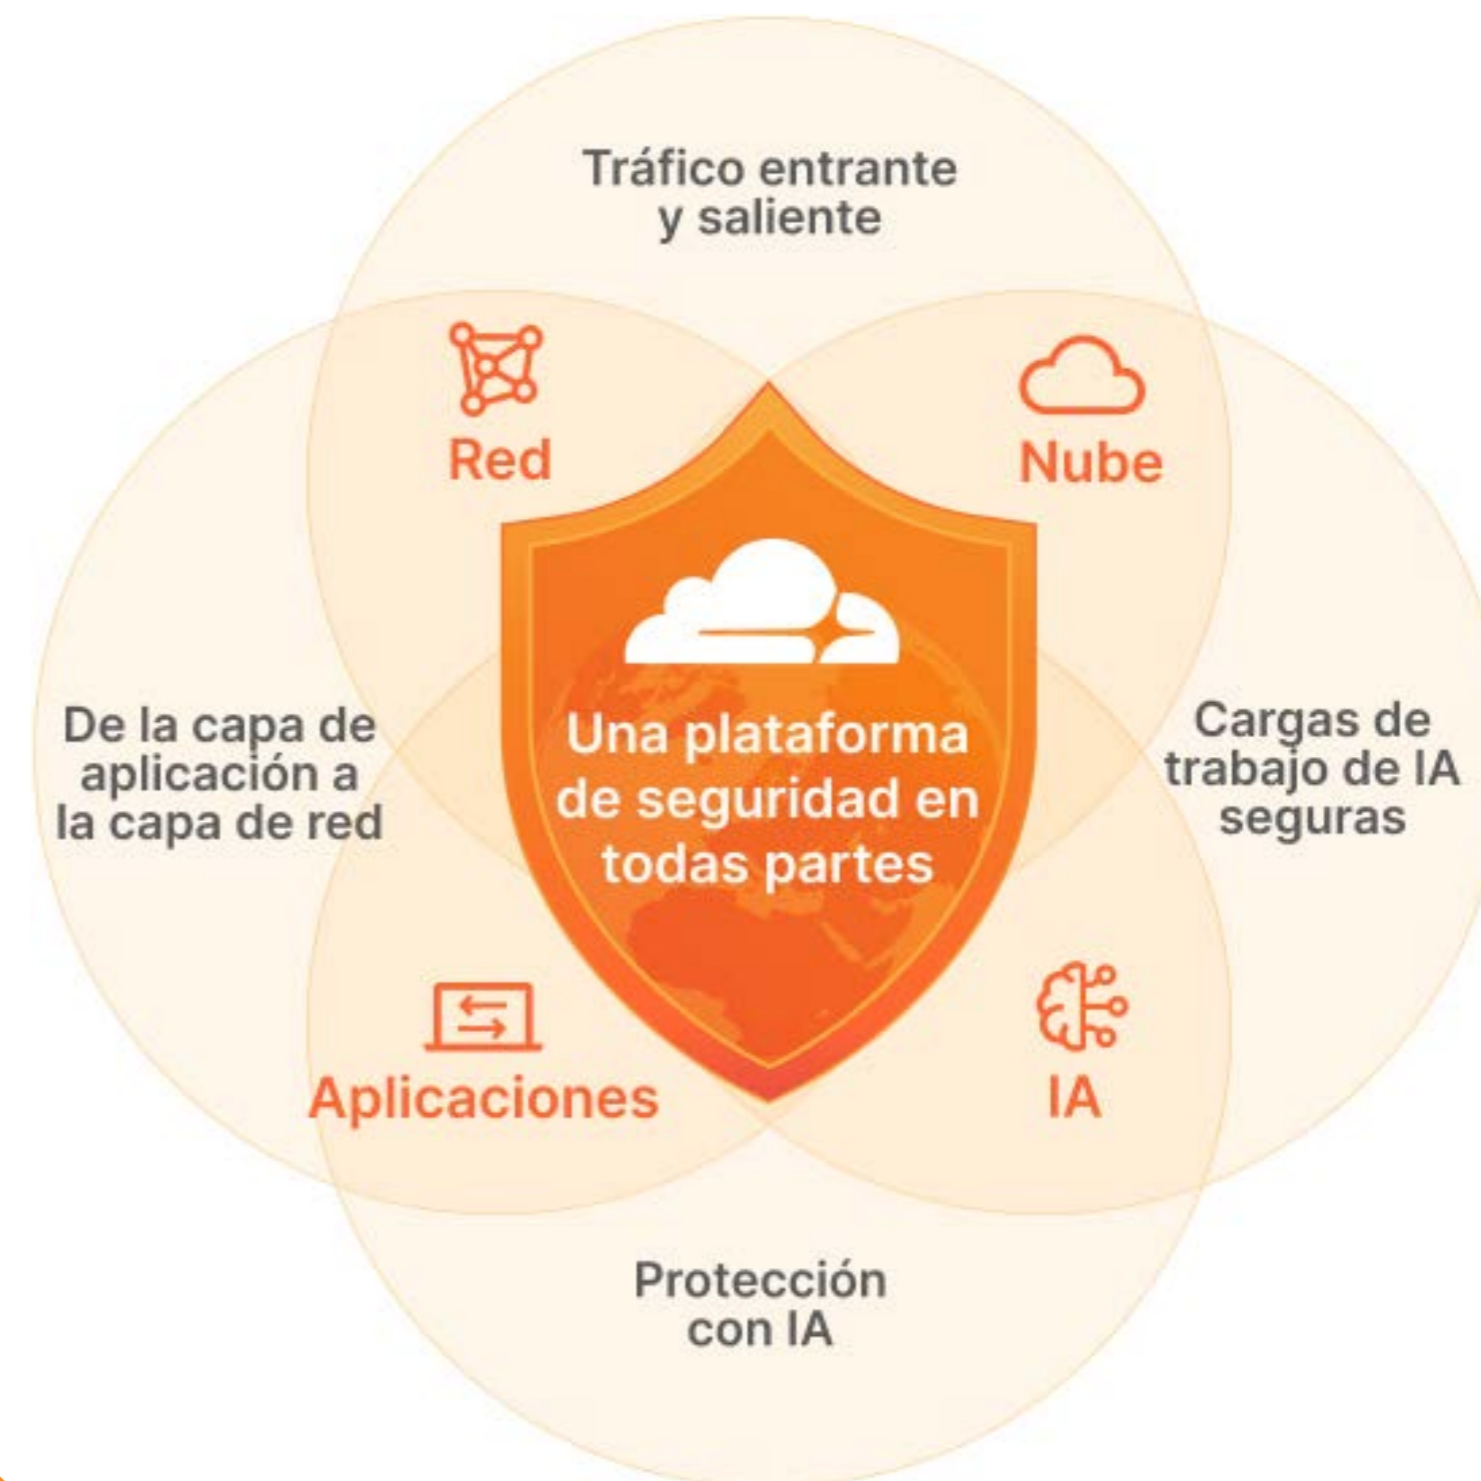 Tráfico entrante
y saliente
Red
Nube
De la capa de
aplicación a
la capa de red
Una plataforma
de seguridad en
todas partes
Cargas de
trabajo de IA
seguras
Aplicaciones
IA
Protección
con IA